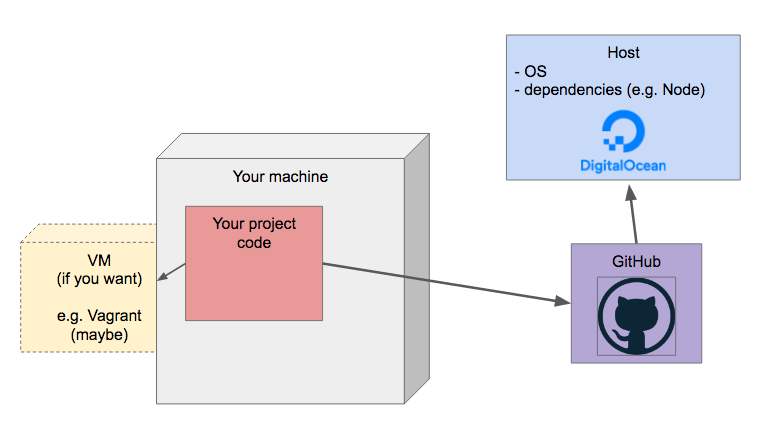 Host
- OS
- dependencies (e.g. Node)
DigitalOcean
Your machine
Your project
code
VM
(if you want)
e.g. Vagrant
(maybe)
GitHub